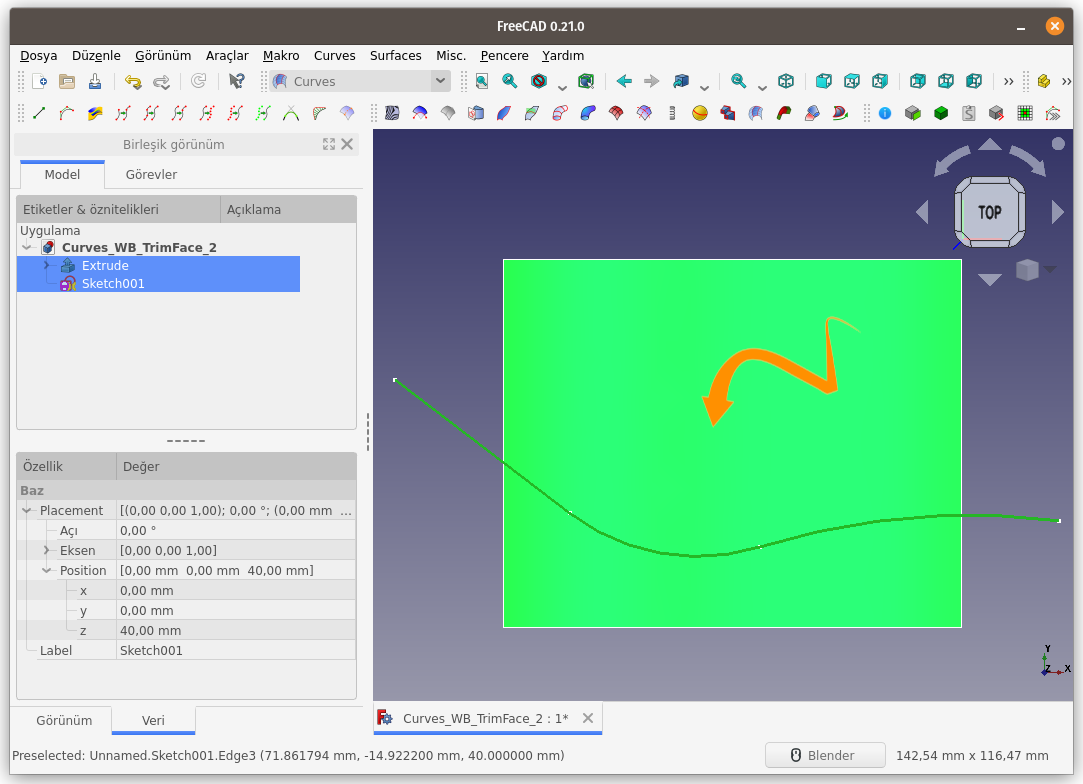 FreeCAD 0.21.0
Dosya Düzenle Görünüm Araçlar Makro Curves Surfaces Misc. Pencere Yardım
Curves
Birleşik görünüm
Model Görevler
Etiketler & öznitelikleri Açıklama
Uygulama
Curves_WB_TrimFace_2
Extrude
Sketch001
TOP
Özellik Değer
Baz
Placement [(0,00 0,00 1,00); 0,00 °; (0,00 mm ...
Açı 0,00 °
Eksen [0,00 0,00 1,00]
Position [0,00 mm 0,00 mm 40,00 mm]
x 0,00 mm
y 0,00 mm
z 40,00 mm
Label Sketch001
Y
Z X
Görünüm Veri
Curves_WB_TrimFace_2 : 1*
Preselected: Unnamed.Sketch001.Edge3 (71.861794 mm, -14.922200 mm, 40.000000 mm)
Blender 142,54 mm x 116,47 mm